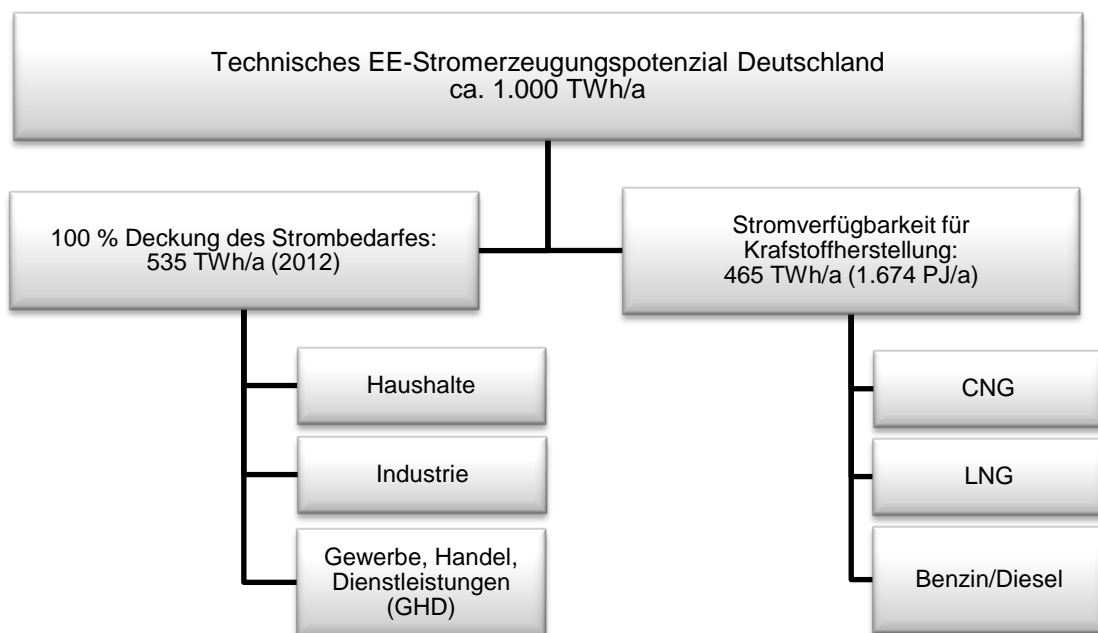 Technisches EE-Stromerzeugungspotenzial Deutschland
ca. 1.000 TWh/a
100 % Deckung des Strombedarfes:
535 TWh/a (2012)
Stromverfügbarkeit für
Krafstoffherstellung:
465 TWh/a (1.674 PJ/a)
Haushalte
Industrie
Gewerbe, Handel,
Dienstleistungen
(GHD)
CNG
LNG
Benzin/Diesel